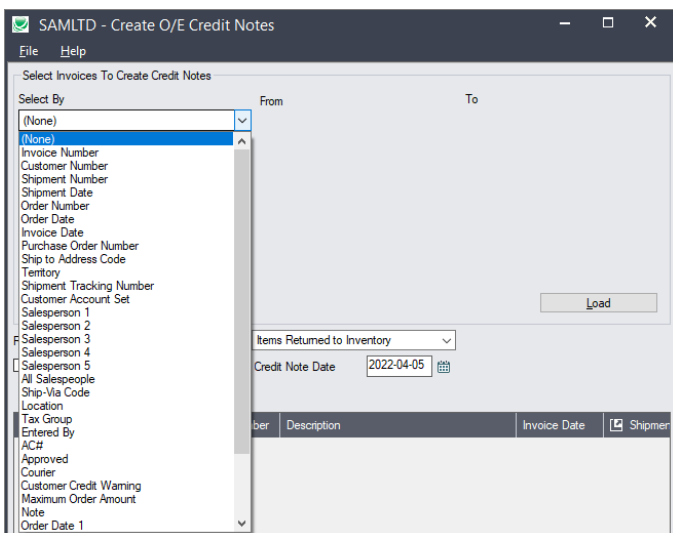 SAMLTD - Create O/E Credit Notes
File Help
Select Invoices To Create Credit Notes
Select By From To
(None)
(None)
Invoice Number
Customer Number
Shipment Number
Shipment Date
Order Number
Order Date
Invoice Date
Purchase Order Number
Ship to Address Code
Territory
Shipment Tracking Number
Customer Account Set
Load
Salesperson 1
Salesperson 2
Salesperson 3 Items Returned to Inventory
Salesperson 4
Salesperson 5 Credit Note Date 2022-04-05
All Salespeople
Ship-Via Code
Location
Tax Group
Entered By Description Invoice Date
AC#
Approved
Courier
Customer Credit Warning
Maximum Order Amount
Note
Order Date 1